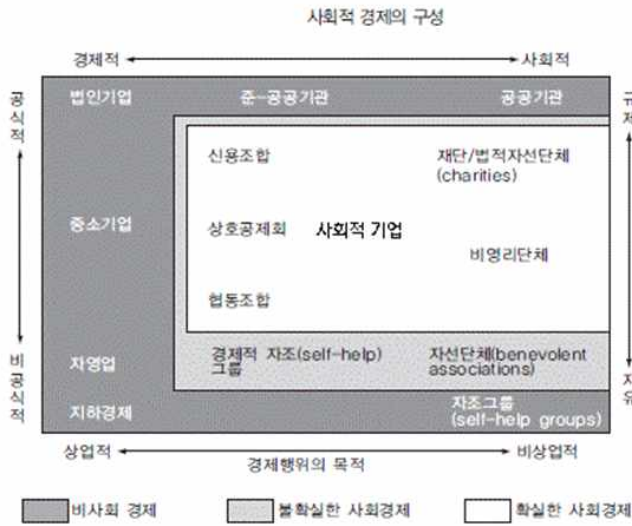 사회적 경제의 구성
경제적 사회적
공식적
규제
법인기업 준-공공기관 공공기관
신용조합 재단/법적자선단체
(charities)
중소기업 상호공제회 사회적 기업
비영리단체
협동조합
비공식적
자유
자영업 경제적 자조(self-help)
그룹
자선단체(benevolent
associations)
지하경제 자조그룹
(self-help groups)
상업적 비상업적
경제행위의 목적
비사회 경제 불확실한 사회경제 확실한 사회경제